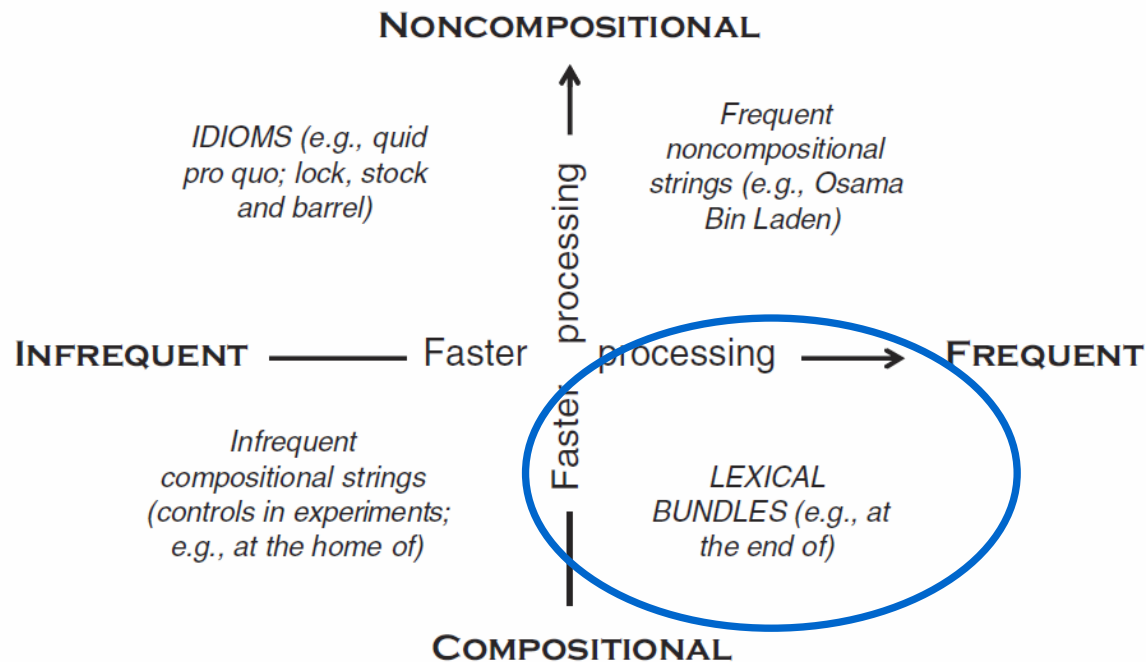 NONCOMPOSITIONAL
IDIOMS (e.g., quid
pro quo; lock, stock
and barrel)
Frequent
noncompositional
strings (e.g., Osama
Bin Laden)
Faster processing
INFREQUENT
Faster processing
FREQUENT
Infrequent
compositional strings
(controls in experiments;
e.g., at the home of)
LEXICAL
BUNDLES (e.g., at
the end of)
COMPOSITIONAL